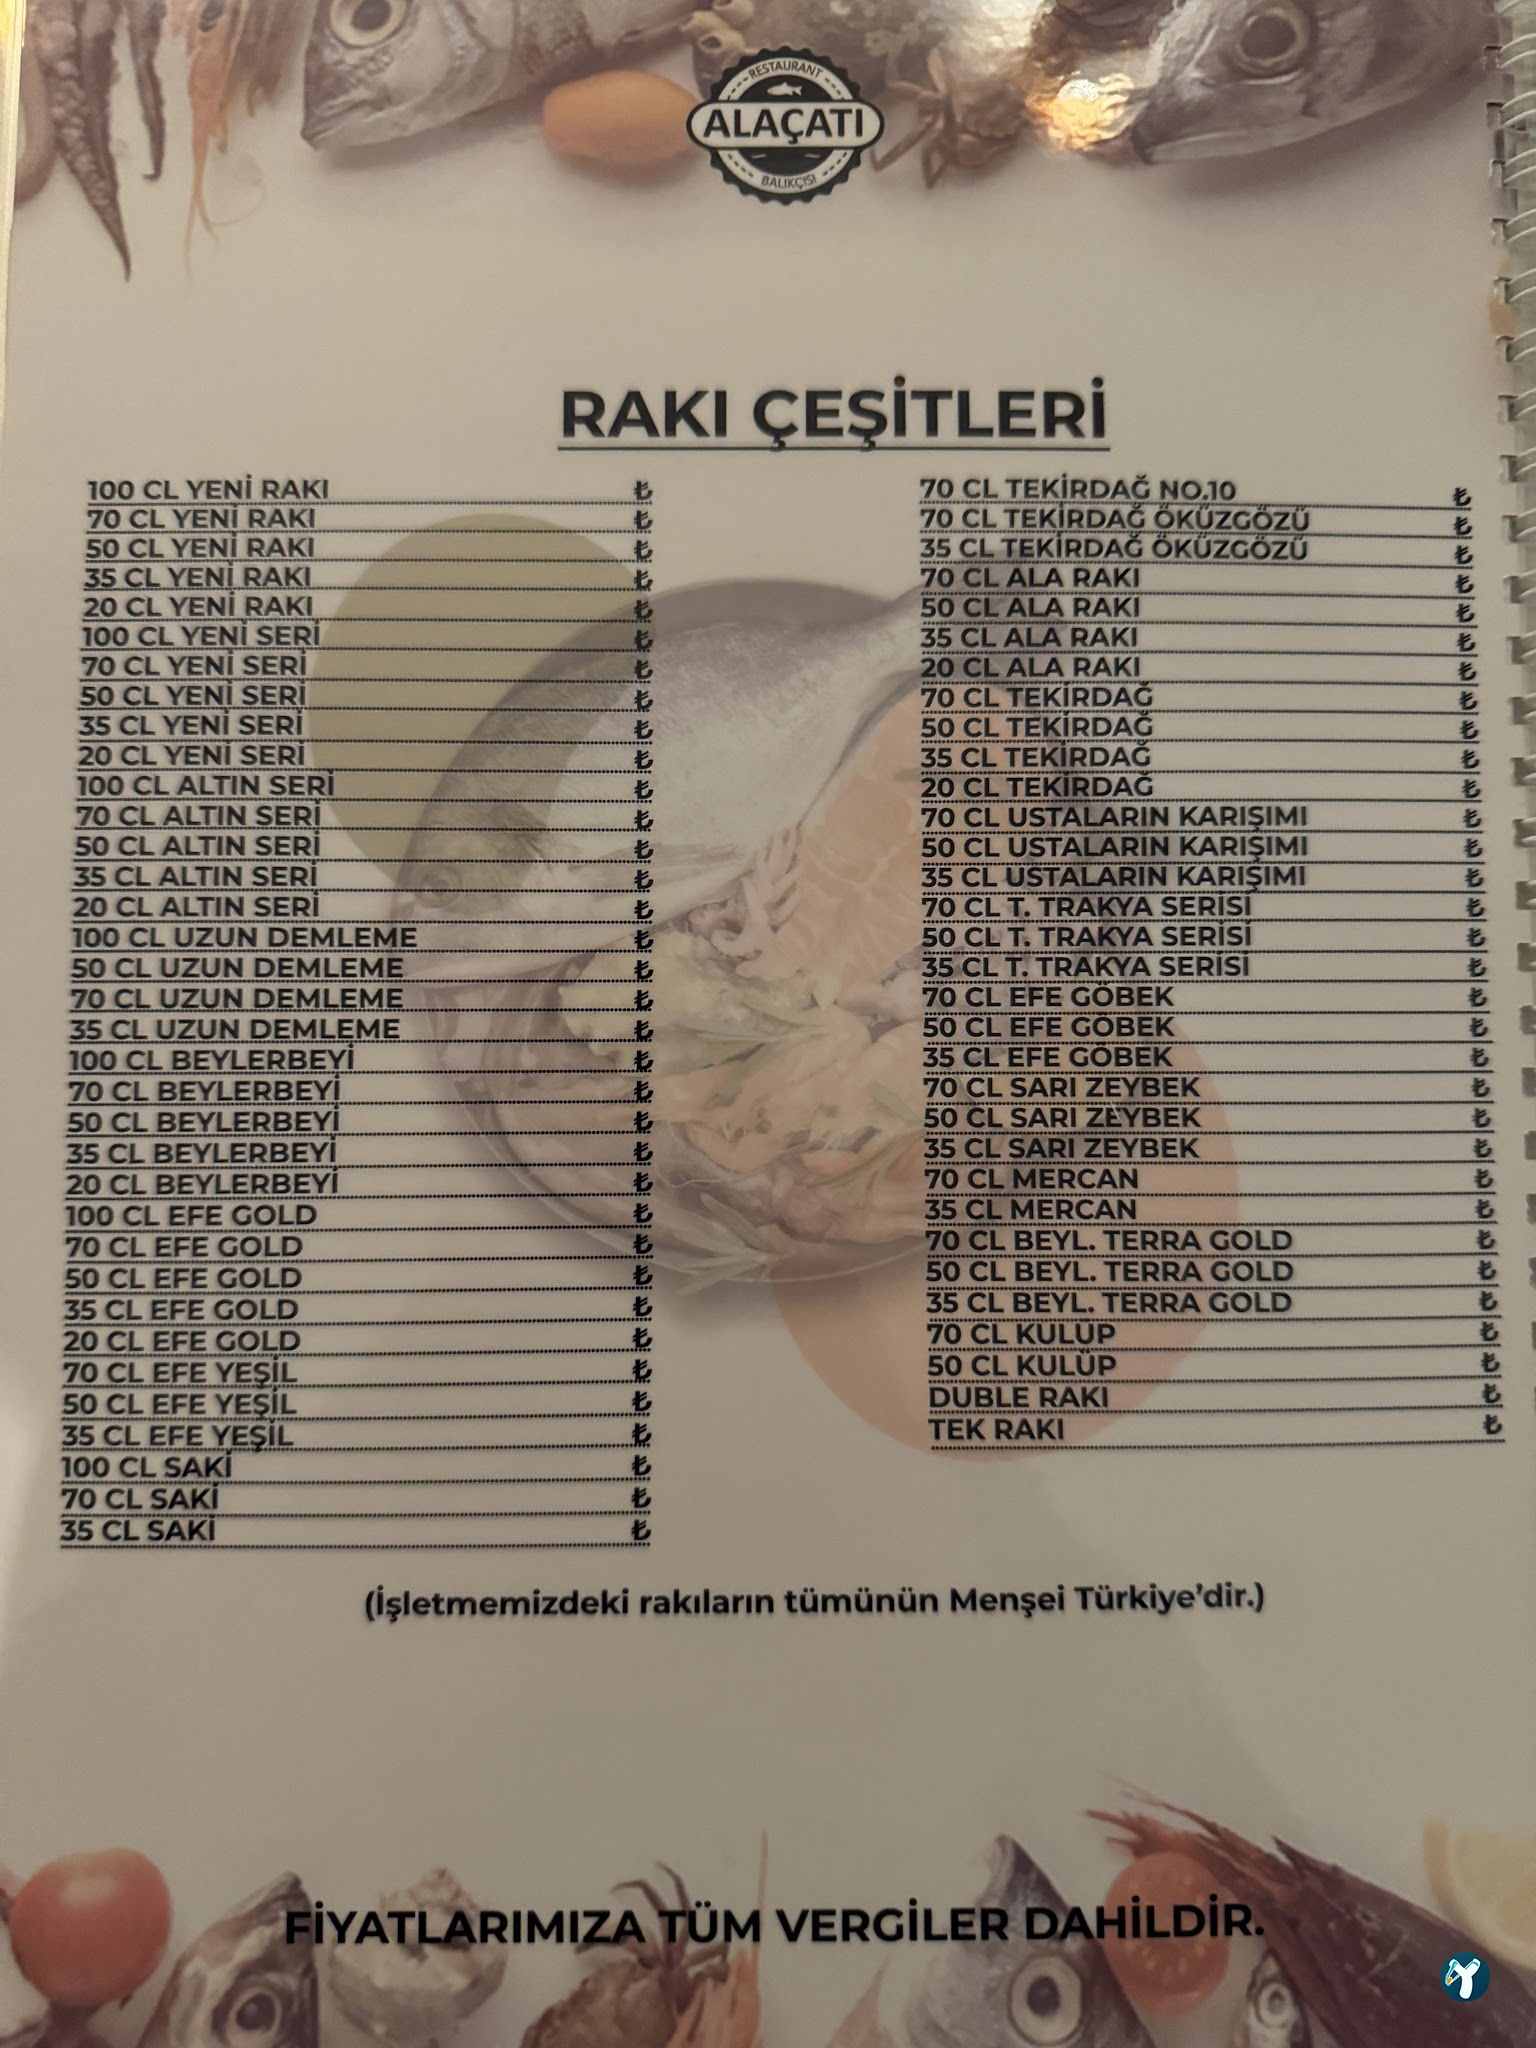 RESTAURANT
ALAÇATI
BALIKÇISI
RAKI ÇEŞİTLERİ
100 CL YENİ RAKI ₺
70 CL YENİ RAKI ₺
50 CL YENİ RAKI ₺
35 CL YENİ RAKI ₺
20 CL YENİ RAKI ₺
100 CL YENİ SERİ ₺
70 CL YENİ SERİ ₺
50 CL YENİ SERİ ₺
35 CL YENİ SERİ ₺
20 CL YENİ SERİ ₺
100 CL ALTIN SERİ ₺
70 CL ALTIN SERİ ₺
50 CL ALTIN SERİ ₺
35 CL ALTIN SERİ ₺
20 CL ALTIN SERİ ₺
100 CL UZUN DEMLEME ₺
50 CL UZUN DEMLEME ₺
70 CL UZUN DEMLEME ₺
35 CL UZUN DEMLEME ₺
100 CL BEYLERBEYİ ₺
70 CL BEYLERBEYİ ₺
50 CL BEYLERBEYİ ₺
35 CL BEYLERBEYİ ₺
20 CL BEYLERBEYİ ₺
100 CL EFE GOLD ₺
70 CL EFE GOLD ₺
50 CL EFE GOLD ₺
35 CL EFE GOLD ₺
20 CL EFE GOLD ₺
70 CL EFE YEŞİL ₺
50 CL EFE YEŞİL ₺
35 CL EFE YEŞİL ₺
100 CL SAKİ ₺
70 CL SAKİ ₺
35 CL SAKİ ₺
70 CL TEKİRDAĞ NO.10 ₺
70 CL TEKİRDAĞ ÖKÜZGÖZÜ ₺
35 CL TEKİRDAĞ ÖKÜZGÖZÜ ₺
70 CL ALA RAKI ₺
50 CL ALA RAKI ₺
35 CL ALA RAKI ₺
20 CL ALA RAKI ₺
70 CL TEKİRDAĞ ₺
50 CL TEKİRDAĞ ₺
35 CL TEKİRDAĞ ₺
20 CL TEKİRDAĞ ₺
70 CL USTALARIN KARIŞIMI ₺
50 CL USTALARIN KARIŞIMI ₺
35 CL USTALARIN KARIŞIMI ₺
70 CL T. TRAKYA SERİSİ ₺
50 CL T. TRAKYA SERİSİ ₺
35 CL T. TRAKYA SERİSİ ₺
70 CL EFE GÖBEK ₺
50 CL EFE GÖBEK ₺
35 CL EFE GÖBEK ₺
70 CL SARI ZEYBEK ₺
50 CL SARI ZEYBEK ₺
35 CL SARI ZEYBEK ₺
70 CL MERCAN ₺
35 CL MERCAN ₺
70 CL BEYL. TERRA GOLD ₺
50 CL BEYL. TERRA GOLD ₺
35 CL BEYL. TERRA GOLD ₺
70 CL KULÜP ₺
50 CL KULÜP ₺
DUBLE RAKI ₺
TEK RAKI ₺
(İşletmemizdeki rakıların tümünün Menşei Türkiye'dir.)
FİYATLARIMIZA TÜM VERGİLER DAHİLDİR.